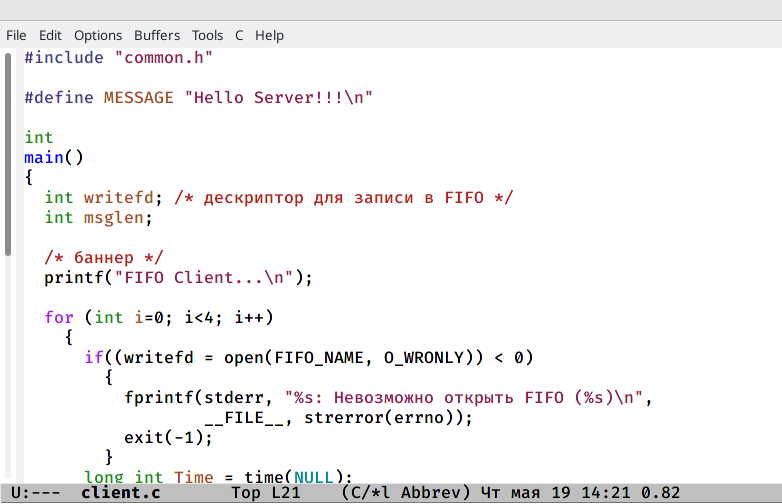 File Edit Options Buffers Tools C Help
#include "common.h"
#define MESSAGE "Hello Server!!!\n"
int
main()
{
int writefd; /* дескриптор для записи в FIFO */
int msglen;
/* баннер */
printf("FIFO Client...\n");
for (int i=0; i<4; i++)
{
if((writefd = open(FIFO_NAME, O_WRONLY)) < 0)
{
fprintf(stderr, "%s: Невозможно открыть FIFO (%s)\n",
__FILE__, strerror(errno));
exit(-1);
}
long int Time = time(NULL);
U:--- client.c Top L21 (C/*l Abbrev) Чт мая 19 14:21 0.82